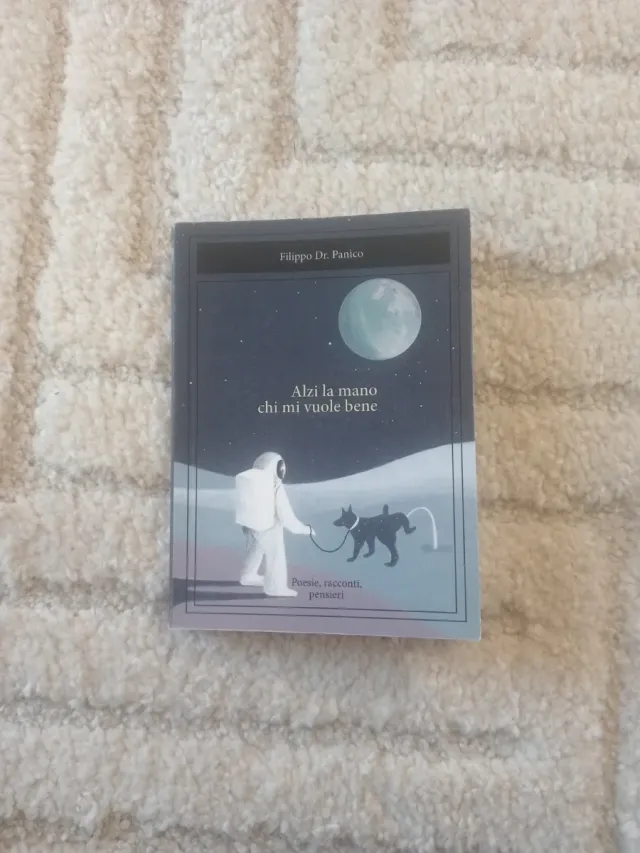 Filippo Dr. Panico
Alzi la mano
chi mi vuole bene
Poesie, racconti,
pensieri